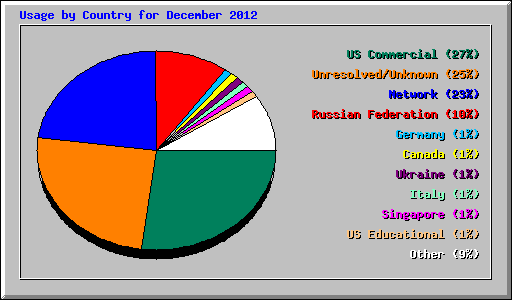 Usage by Country for December 2012
US Commercial (27%)
Unresolved/Unknown (25%)
Network (23%)
Russian Federation (10%)
Germany (1%)
Canada (1%)
Ukraine (1%)
Italy (1%)
Singapore (1%)
US Educational (1%)
Other (9%)